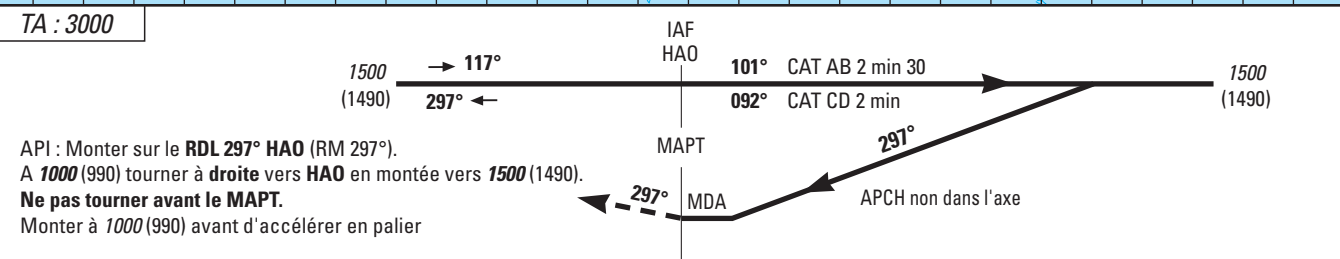 TA : 3000
IAF
HAO
1500
(1490)
117°
297°
101° CAT AB 2 min 30
092° CAT CD 2 min
1500
(1490)
API : Monter sur le RDL 297° HAO (RM 297°).
A 1000 (990) tourner à droite vers HAO en montée vers 1500 (1490).
Ne pas tourner avant le MAPT.
Monter à 1000 (990) avant d'accélérer en palier
MAPT
297°
297°
MDA
APCH non dans l'axe